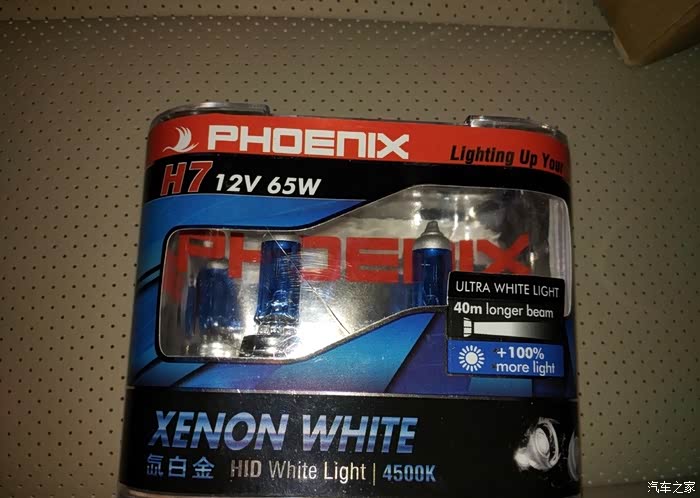 PHOENIX
Lighting Up Your
H7 12V 65W
PHOENIX
ULTRA WHITE LIGHT
40m longer beam
+100%
more light
XENON WHITE
氙白金 HID White Light | 4500K
汽车之家